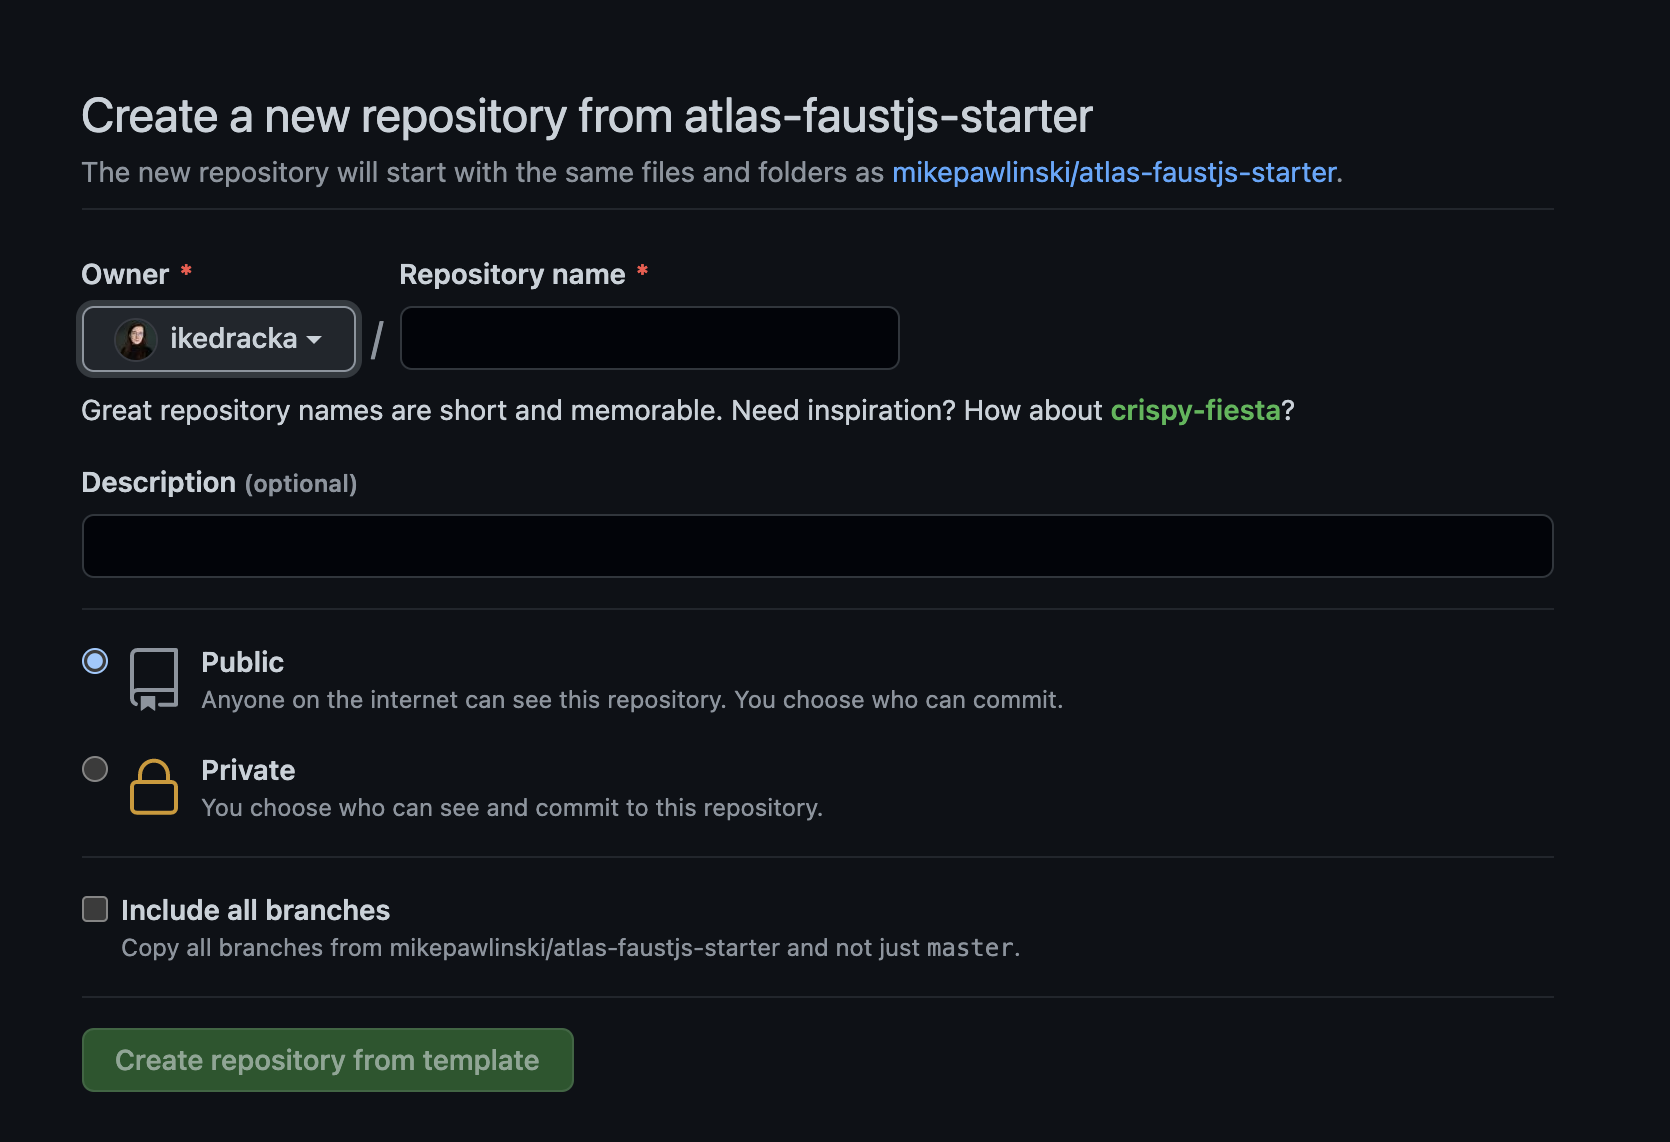 Create a new repository from atlas-faustjs-starter
The new repository will start with the same files and folders as mikepawlinski/atlas-faustjs-starter.
Owner * Repository name *
ikedracka /
Great repository names are short and memorable. Need inspiration? How about crispy-fiesta?
Description (optional)
Public
Anyone on the internet can see this repository. You choose who can commit.
Private
You choose who can see and commit to this repository.
Include all branches
Copy all branches from mikepawlinski/atlas-faustjs-starter and not just master.
Create repository from template